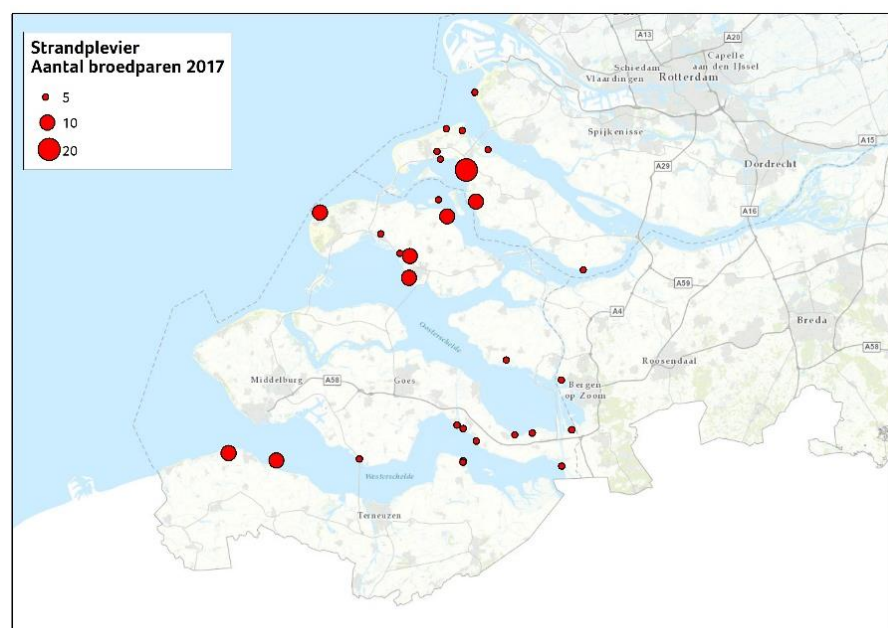 Strandplevier
Aantal broedparen 2017
5
10
20
A13
A20
Schiedam
Capelle
aan den IJssel
Vlaardingen
Rotterdam
Spijkenisse
A15
Dordrecht
A29
A16
A59
A4
Breda
Oosterschelde
Roosendaal
A58
Middelburg
A58
Goes
Bergen
op Zoom
Westerschelde
Terneuzen